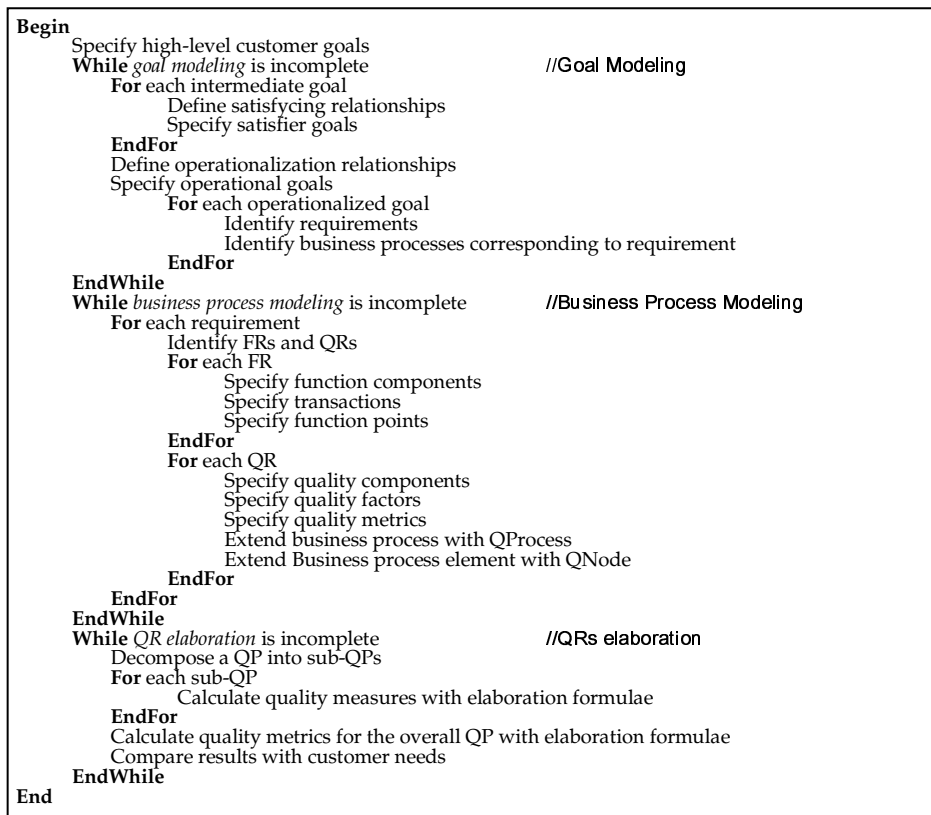 Begin
Specify high-level customer goals
While goal modeling is incomplete //Goal Modeling
For each intermediate goal
Define satisfycing relationships
Specify satisfier goals
EndFor
Define operationalization relationships
Specify operational goals
For each operationalized goal
Identify requirements
Identify business processes corresponding to requirement
EndFor
EndWhile
While business process modeling is incomplete //Business Process Modeling
For each requirement
Identify FRs and QRs
For each FR
Specify function components
Specify transactions
Specify function points
EndFor
For each QR
Specify quality components
Specify quality factors
Specify quality metrics
Extend business process with QProcess
Extend Business process element with QNode
EndFor
EndFor
EndWhile
While QR elaboration is incomplete //QRs elaboration
Decompose a QP into sub-QPs
For each sub-QP
Calculate quality measures with elaboration formulae
EndFor
Calculate quality metrics for the overall QP with elaboration formulae
Compare results with customer needs
EndWhile
End